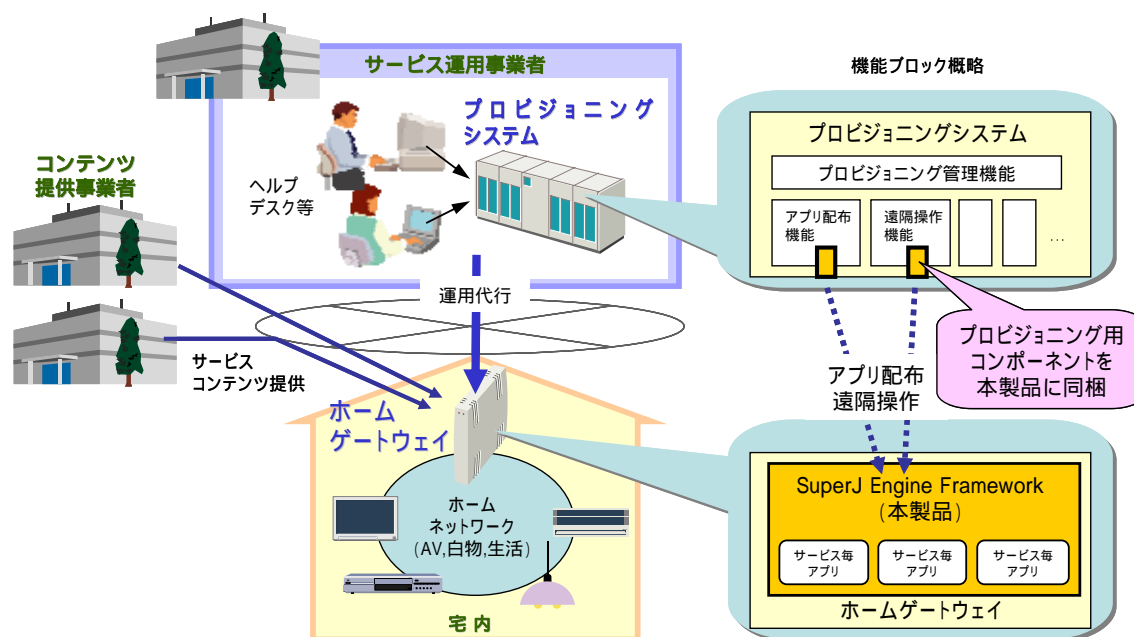 サービス運用事業者
プロビジョニング
システム
コンテンツ
提供事業者
ヘルプ
デスク等
運用代行
サービス
コンテンツ提供
ホーム
ゲートウェイ
ホーム
ネットワーク
(AV,白物,生活)
宅内
機能ブロック概略
プロビジョニングシステム
プロビジョニング管理機能
アプリ配布
機能
遠隔操作
機能
…
プロビジョニング用
コンポーネントを
本製品に同梱
アプリ配布
遠隔操作
SuperJ Engine Framework
(本製品)
サービス毎
アプリ
サービス毎
アプリ
サービス毎
アプリ
ホームゲートウェイ